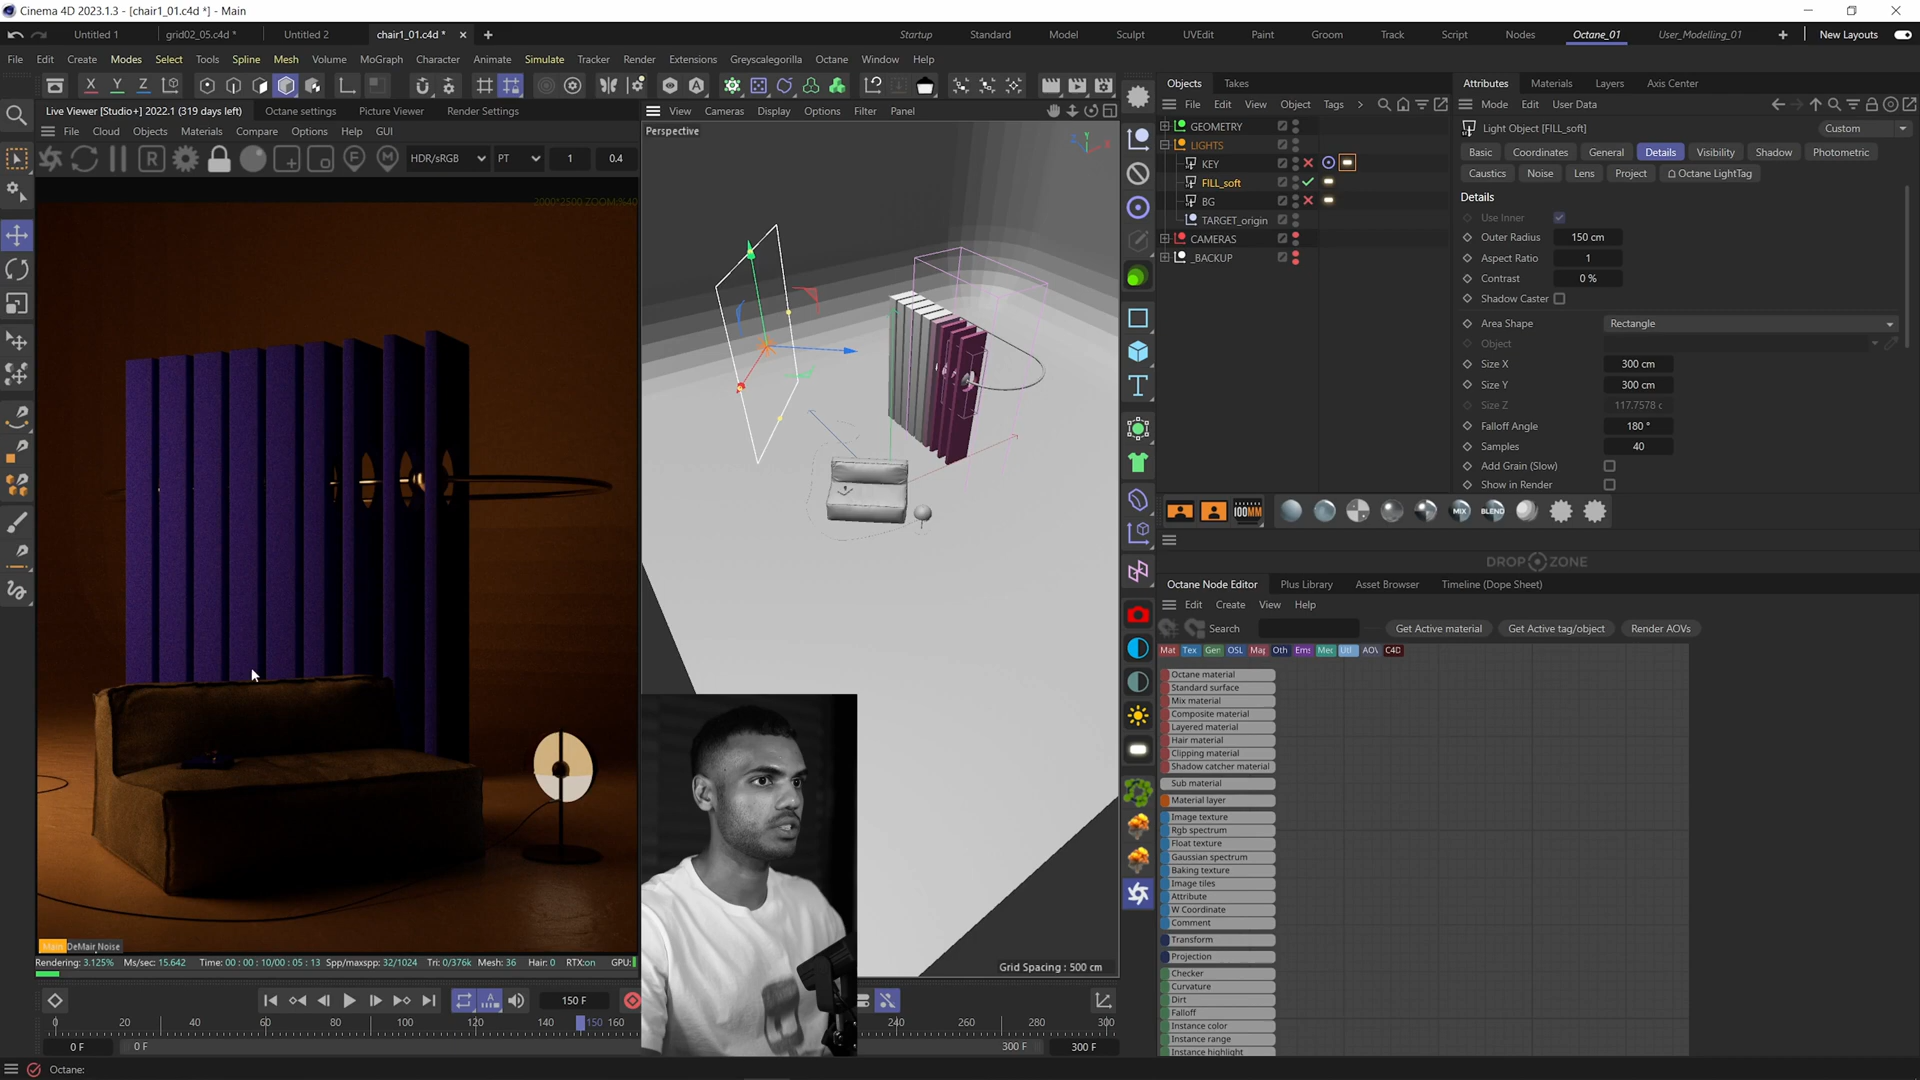 Cinema 4D 2023.1.3 - [chair1_01.c4d *] - Main
Untitled 1 grid02_05.c4d * Untitled 2 chair1_01.c4d *
Startup Standard Model Sculpt UVEdit Paint Groom Track Script Nodes Octane_01 User_Modelling_01 New Layouts
File Edit Create Modes Select Tools Spline Mesh Volume MoGraph Character Animate Simulate Tracker Render Extensions Greyscalegorilla Octane Window Help
X Y Z
Live Viewer [Studio+] 2022.1 (319 days left) Octane settings Picture Viewer Render Settings
File Cloud Objects Materials Compare Options Help GUI
HDR/sRGB PT 1 0.4
View Cameras Display Options Filter Panel
Perspective
Grid Spacing : 500 cm
Main DeMair Noise
Rendering: 3.125% Ms/sec: 15.642 Time: 00 : 00 : 10/00 : 05 : 13 Spp/maxspp: 32/1024 Tri: 0/376k Mesh: 36 Hair: 0 RTX:on GPU:
150 F
0 20 40 60 80 100 120 140 150 160 240 260 280 300
0 F 0 F 300 F 300 F
Octane:
Objects Takes
File Edit View Object Tags
GEOMETRY
LIGHTS
KEY
FILL_soft
BG
TARGET_origin
CAMERAS
_BACKUP
Attributes Materials Layers Axis Center
Mode Edit User Data
Light Object [FILL_soft] Custom
Basic Coordinates General Details Visibility Shadow Photometric
Caustics Noise Lens Project Octane LightTag
Details
Use Inner
Outer Radius 150 cm
Aspect Ratio 1
Contrast 0 %
Shadow Caster
Area Shape Rectangle
Object
Size X 300 cm
Size Y 300 cm
Size Z 117.7578 c
Falloff Angle 180 °
Samples 40
Add Grain (Slow)
Show in Render
100MM MIX BLEND
DROP ZONE
Octane Node Editor Plus Library Asset Browser Timeline (Dope Sheet)
Edit Create View Help
Search Get Active material Get Active tag/object Render AOVs
Mat Tex Ger OSL Map Oth Ems Mec Utl AOV C4D
Octane material
Standard surface
Mix material
Composite material
Layered material
Hair material
Clipping material
Shadow catcher material
Sub material
Material layer
Image texture
Rgb spectrum
Float texture
Gaussian spectrum
Baking texture
Image tiles
Attribute
W Coordinate
Comment
Transform
Projection
Checker
Curvature
Dirt
Falloff
Instance color
Instance range
Instance highlight